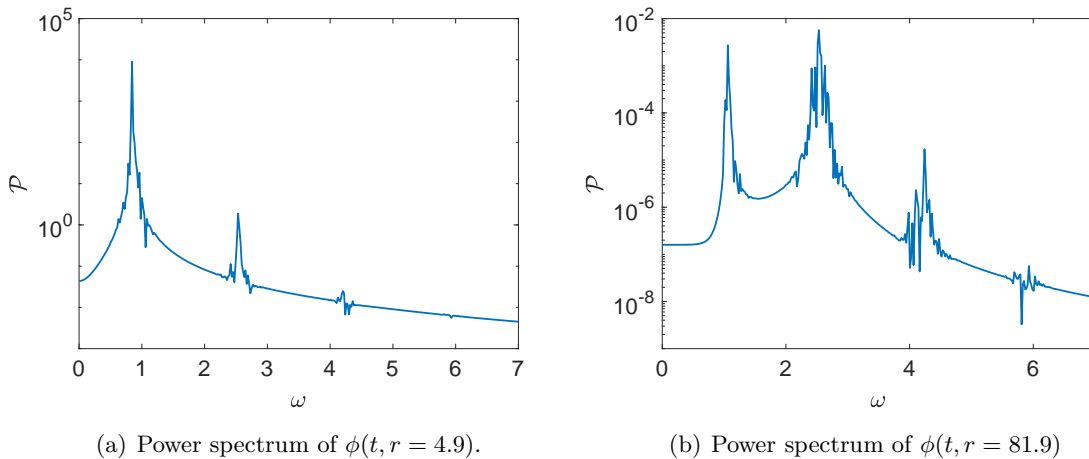 10^5
10^0
𝒫
0 1 2 3 4 5 6 7
ω
(a) Power spectrum of ϕ(t, r = 4.9).
10^-2
10^-4
10^-6
10^-8
𝒫
0 2 4 6
ω
(b) Power spectrum of ϕ(t, r = 81.9)